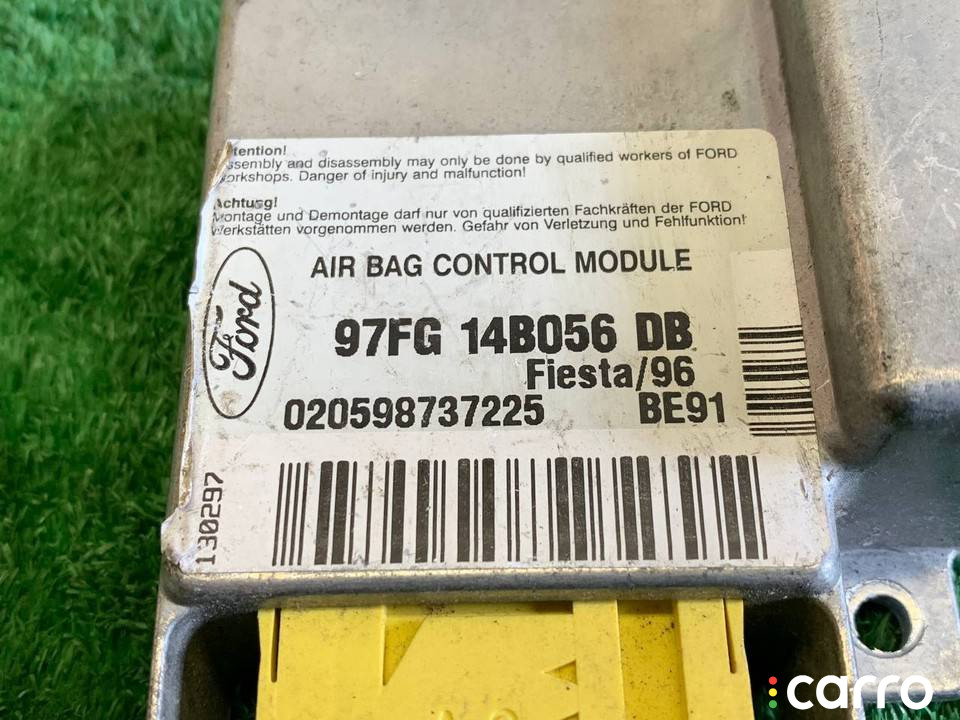 ttention!
ssembly and disassembly may only be done by qualified workers of FORD
workshops. Danger of injury and malfunction!
Achtung!
Montage und Demontage darf nur von qualifizierten Fachkräften der FORD
Werkstätten vorgenommen werden. Gefahr von Verletzung und Fehlfunktion!
Ford
AIR BAG CONTROL MODULE
97FG 14B056 DB
Fiesta/96
020598737225 BE91
130297
carro